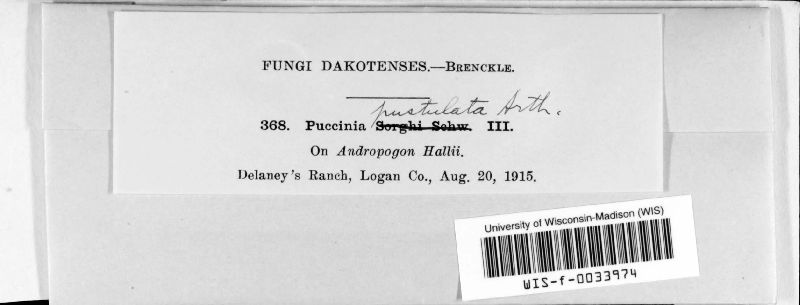 FUNGI DAKOTENSES.—BRENCKLE.
pustulata Arth.
368. Puccinia Sorghi Schw. III.
On Andropogon Hallii.
Delaney's Ranch, Logan Co., Aug. 20, 1915.
University of Wisconsin-Madison (WIS)
WIS-f-0033974